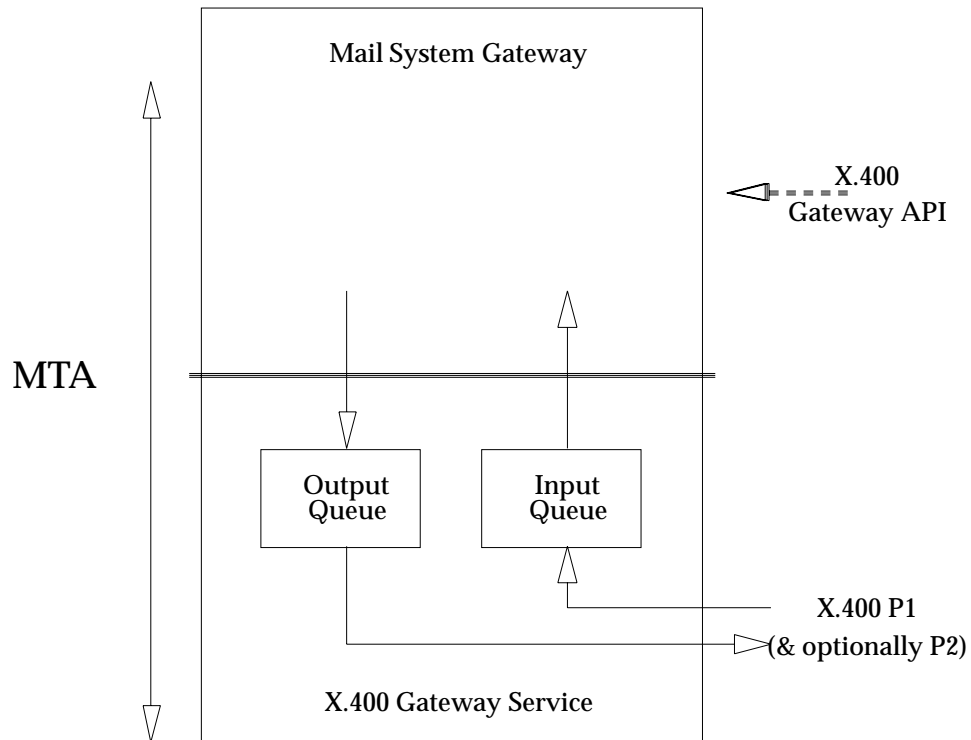 Mail System Gateway
X.400
Gateway API
MTA
Output
Queue
Input
Queue
X.400 P1
(& optionally P2)
X.400 Gateway Service